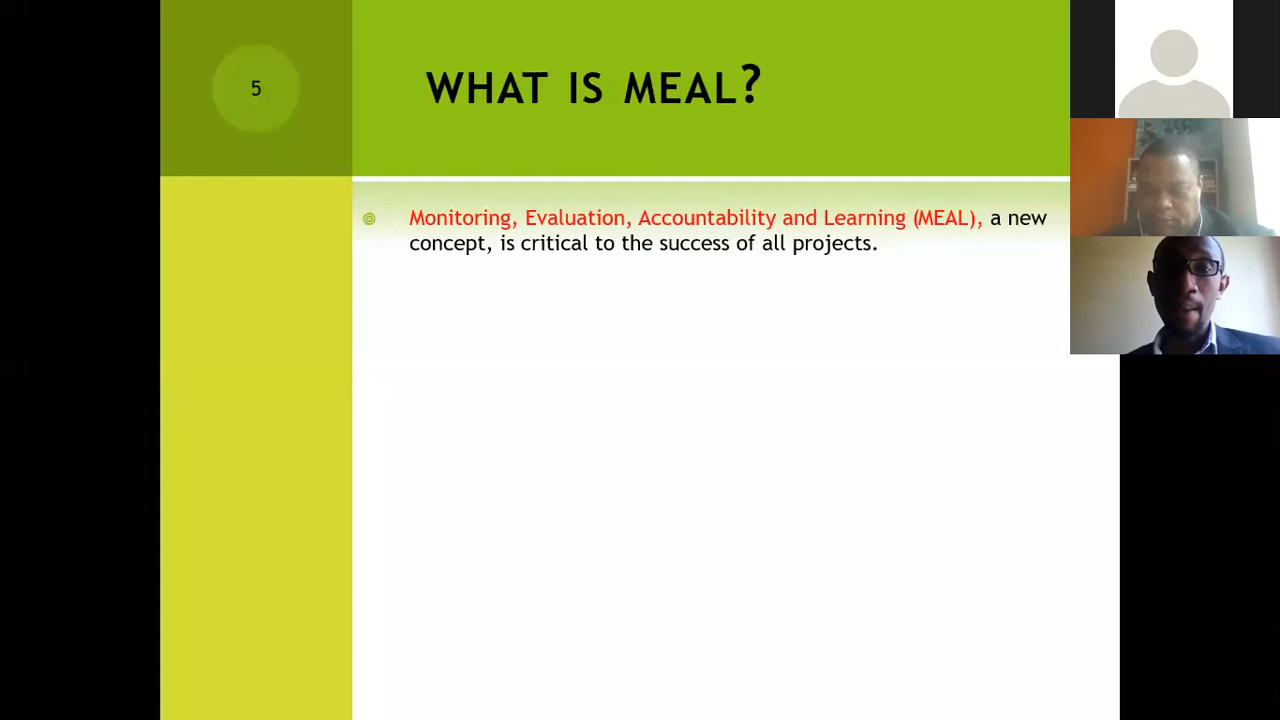 5
WHAT IS MEAL?
Monitoring, Evaluation, Accountability and Learning (MEAL), a new
concept, is critical to the success of all projects.